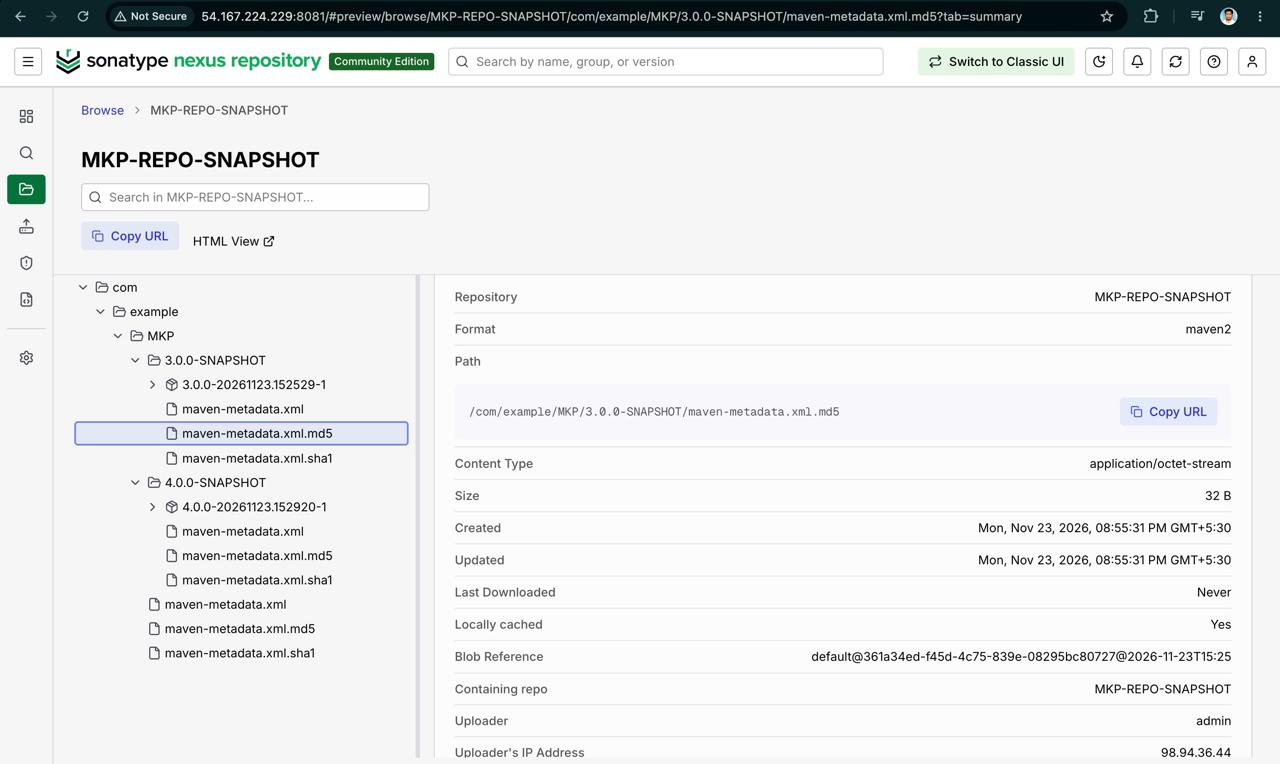 Not Secure 54.167.224.229:8081/#preview/browse/MKP-REPO-SNAPSHOT/com/example/MKP/3.0.0-SNAPSHOT/maven-metadata.xml.md5?tab=summary
sonatype nexus repository Community Edition Search by name, group, or version Switch to Classic UI
Browse > MKP-REPO-SNAPSHOT
MKP-REPO-SNAPSHOT
Search in MKP-REPO-SNAPSHOT...
Copy URL HTML View
com
example
MKP
3.0.0-SNAPSHOT
3.0.0-20261123.152529-1
maven-metadata.xml
maven-metadata.xml.md5
maven-metadata.xml.sha1
4.0.0-SNAPSHOT
4.0.0-20261123.152920-1
maven-metadata.xml
maven-metadata.xml.md5
maven-metadata.xml.sha1
maven-metadata.xml
maven-metadata.xml.md5
maven-metadata.xml.sha1
Repository MKP-REPO-SNAPSHOT
Format maven2
Path
/com/example/MKP/3.0.0-SNAPSHOT/maven-metadata.xml.md5 Copy URL
Content Type application/octet-stream
Size 32 B
Created Mon, Nov 23, 2026, 08:55:31 PM GMT+5:30
Updated Mon, Nov 23, 2026, 08:55:31 PM GMT+5:30
Last Downloaded Never
Locally cached Yes
Blob Reference default@361a34ed-f45d-4c75-839e-08295bc80727@2026-11-23T15:25
Containing repo MKP-REPO-SNAPSHOT
Uploader admin
Uploader's IP Address 98.94.36.44